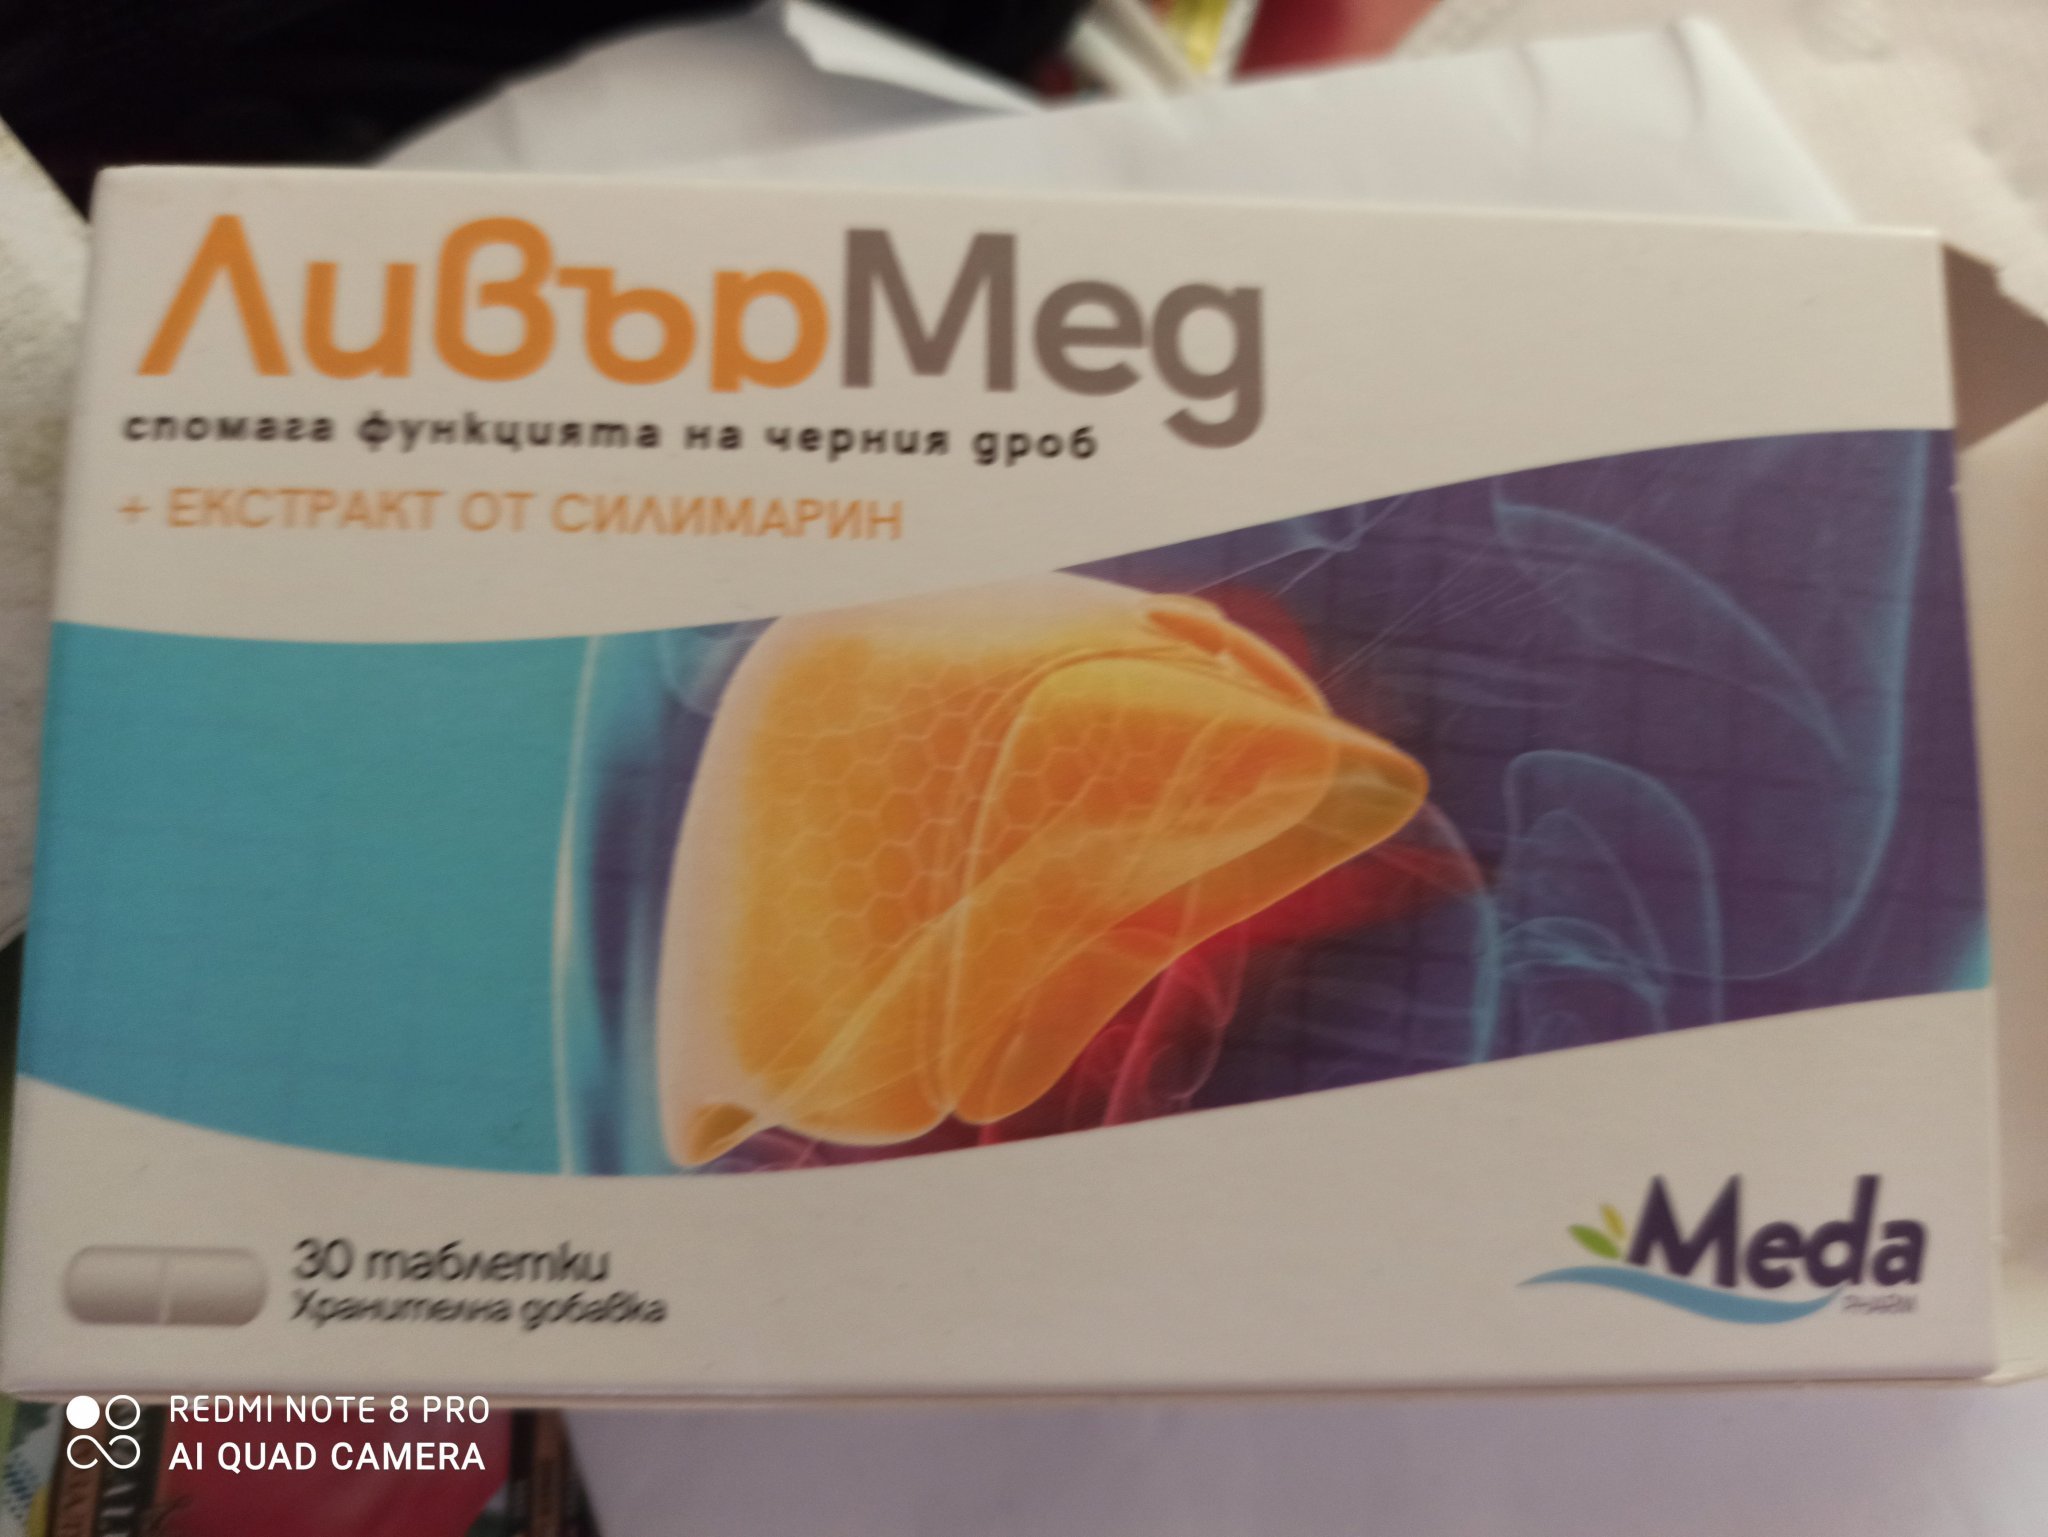 ЛивърМед
спомага функцията на черния дроб
+ ЕКСТРАКТ ОТ СИЛИМАРИН
30 таблетки
Хранителна добавка
Meda
PHARM
REDMI NOTE 8 PRO
AI QUAD CAMERA